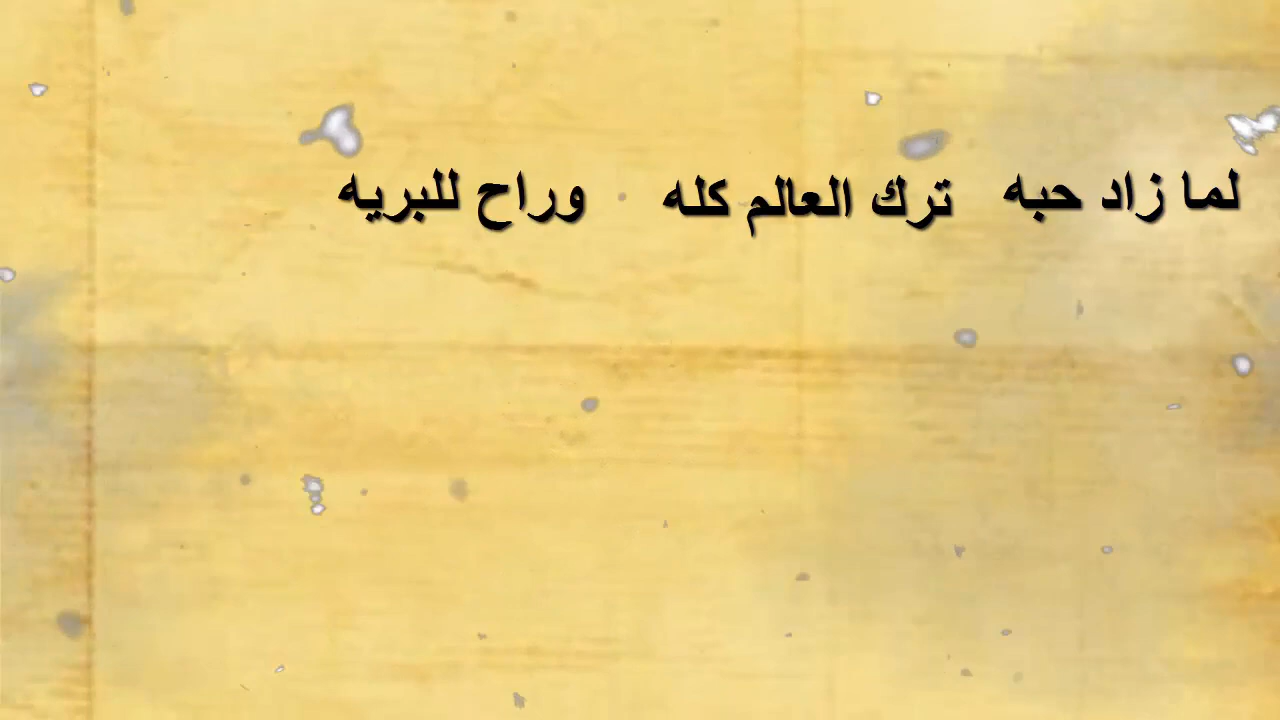 لما زاد حبه ترك العالم كله وراح للبريه